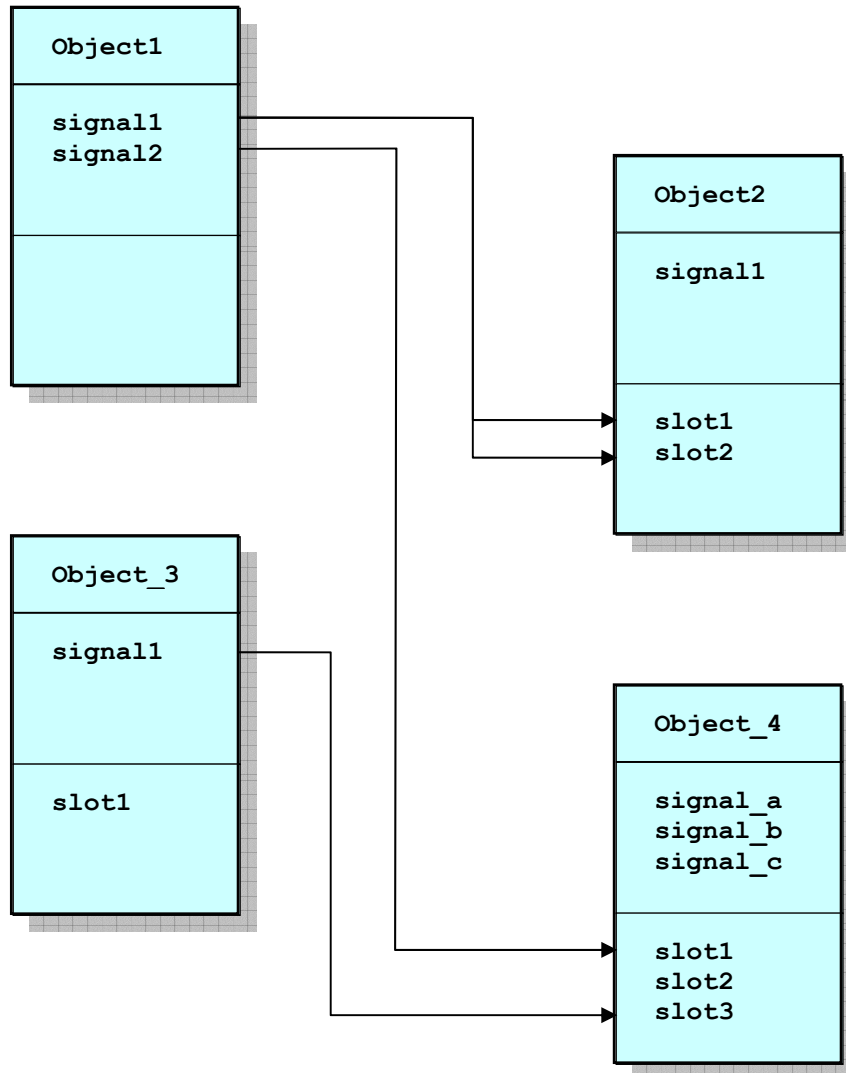 Object1
signal1
signal2
Object2
signal1
slot1
slot2
Object_3
signal1
slot1
Object_4
signal_a
signal_b
signal_c
slot1
slot2
slot3